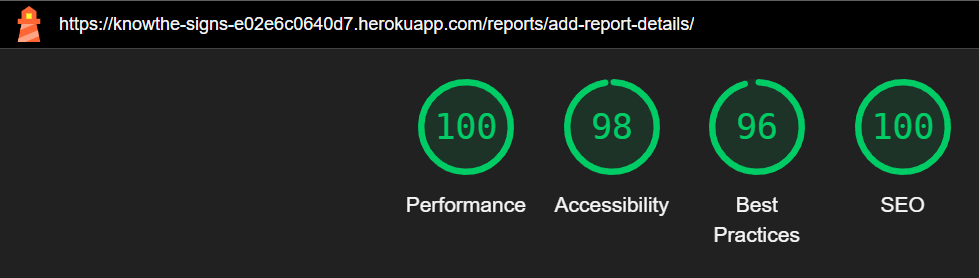 https://knowthe-signs-e02e6c0640d7.herokuapp.com/reports/add-report-details/
100 98 96 100
Performance Accessibility Best SEO
Practices